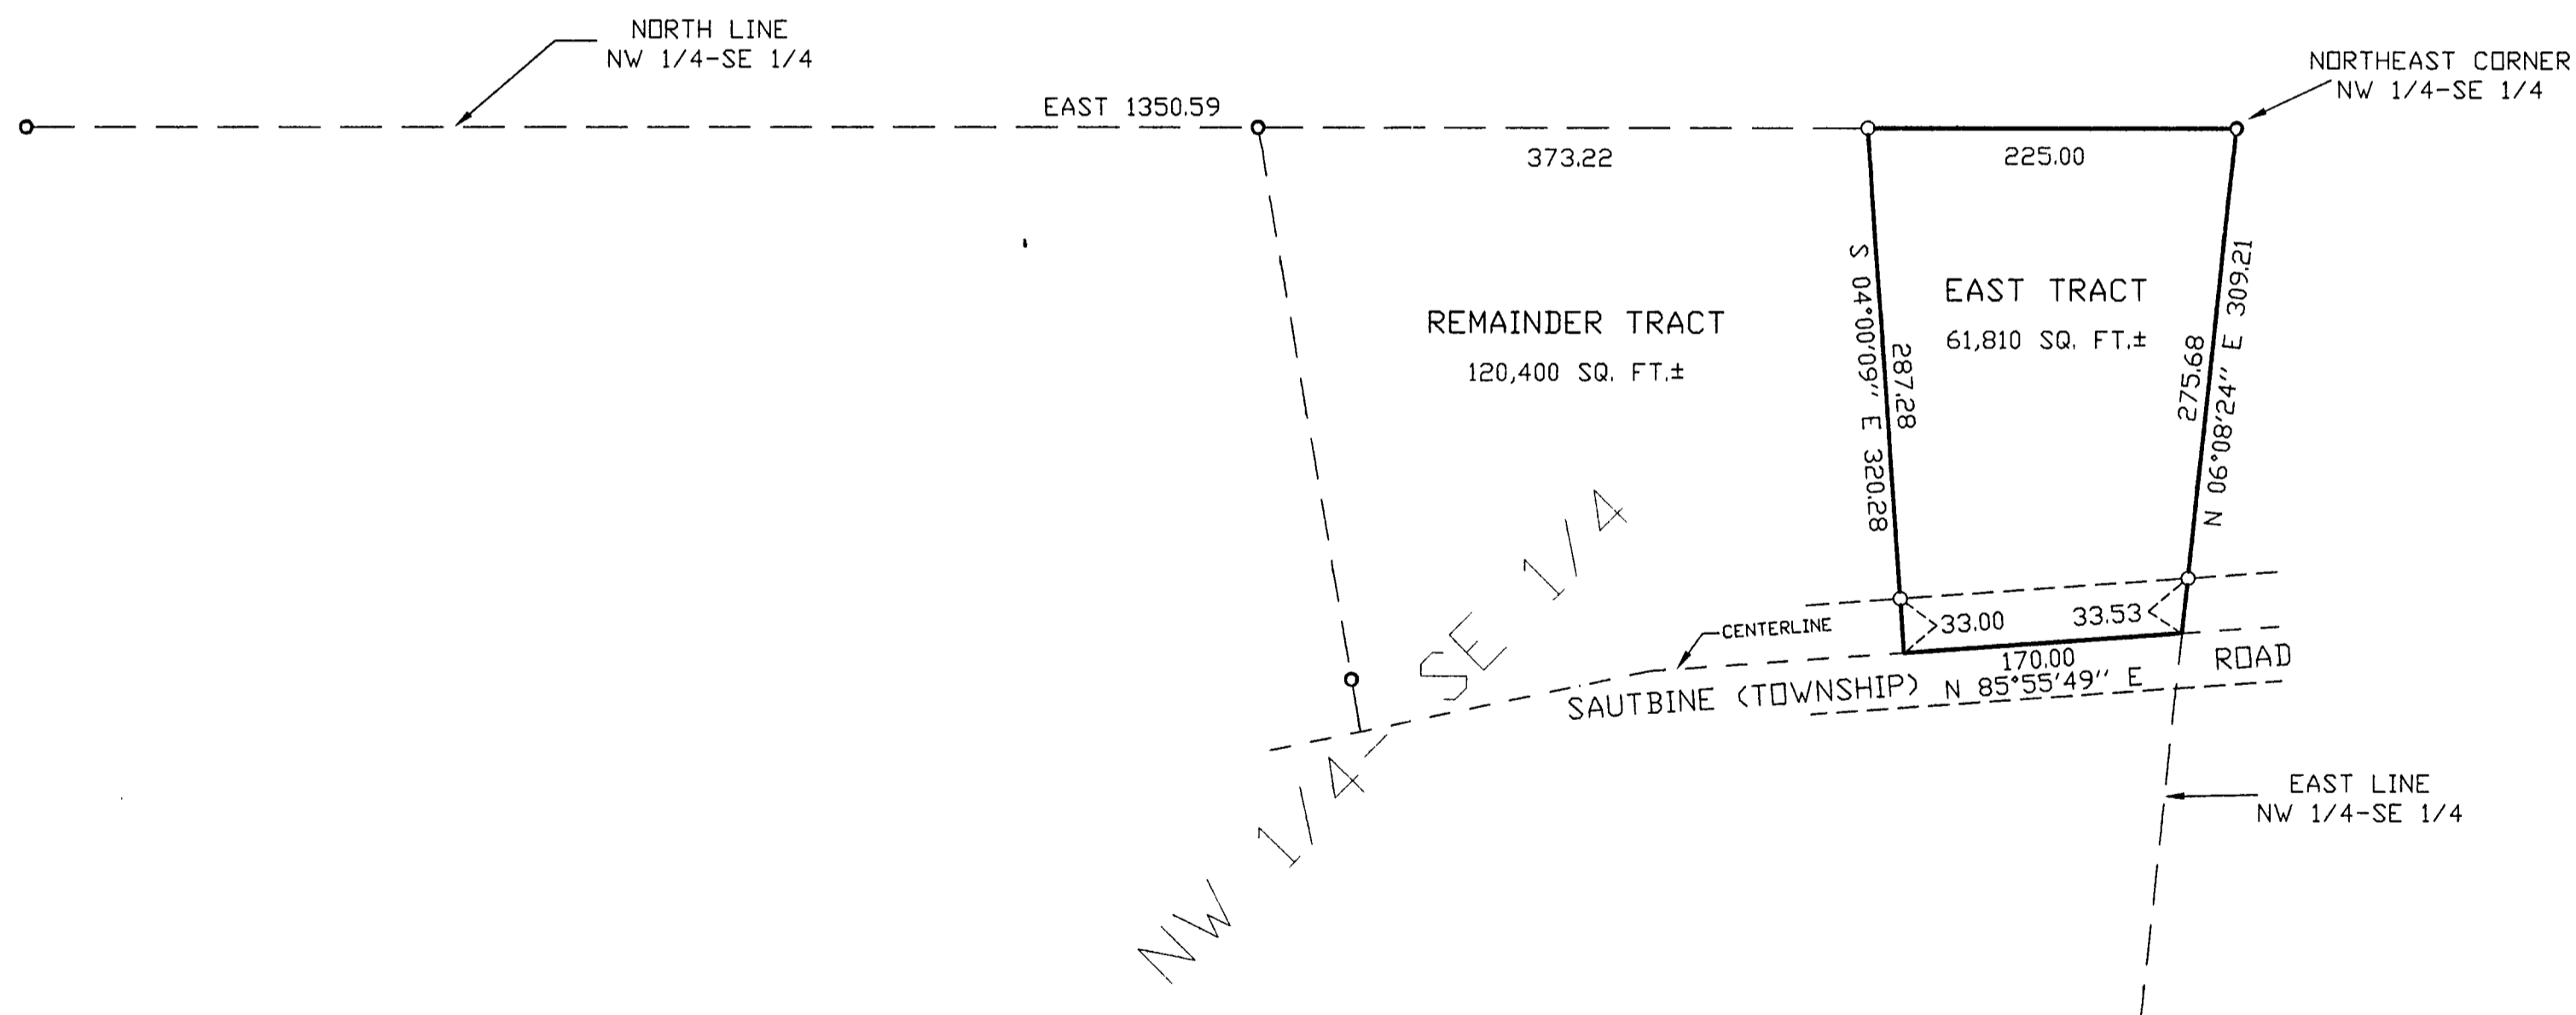 NORTH LINE
NW 1/4-SE 1/4
NORTHEAST CORNER
NW 1/4-SE 1/4
EAST 1350.59
373.22
225.00
S 04°00'09" E 320.28
287.28
EAST TRACT
61,810 SQ. FT.±
275.68
N 06°08'24" E 309.21
REMAINDER TRACT
120,400 SQ. FT.±
NW 1/4-SE 1/4
CENTERLINE
33.00
33.53
170.00
N 85°55'49" E
SAUTBINE (TOWNSHIP) ROAD
EAST LINE
NW 1/4-SE 1/4